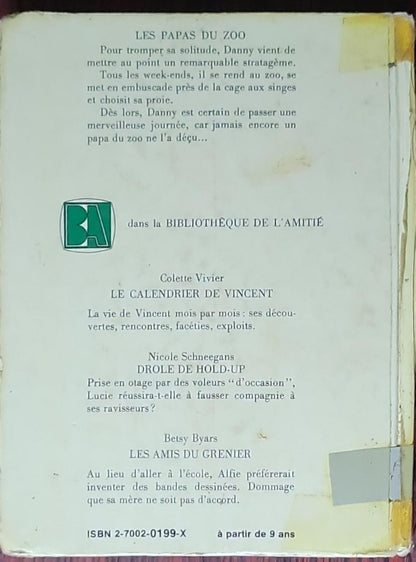 LES PAPAS DU ZOO
Pour tromper sa solitude, Danny vient de
mettre au point un remarquable stratagème.
Tous les week-ends, il se rend au zoo, se
met en embuscade près de la cage aux singes
et choisit sa proie.
Dès lors, Danny est certain de passer une
merveilleuse journée, car jamais encore un
papa du zoo ne l'a déçu...
BA
dans la BIBLIOTHÈQUE DE L'AMITIÉ
Colette Vivier
LE CALENDRIER DE VINCENT
La vie de Vincent mois par mois : ses décou-
vertes, rencontres, facéties, exploits.
Nicole Schneegans
DROLE DE HOLD-UP
Prise en otage par des voleurs "d'occasion",
Lucie réussira-t-elle à fausser compagnie à
ses ravisseurs ?
Betsy Byars
LES AMIS DU GRENIER
Au lieu d'aller à l'école, Alfie préférerait
inventer des bandes dessinées. Dommage
que sa mère ne soit pas d'accord.
ISBN 2-7002-0199-X à partir de 9 ans